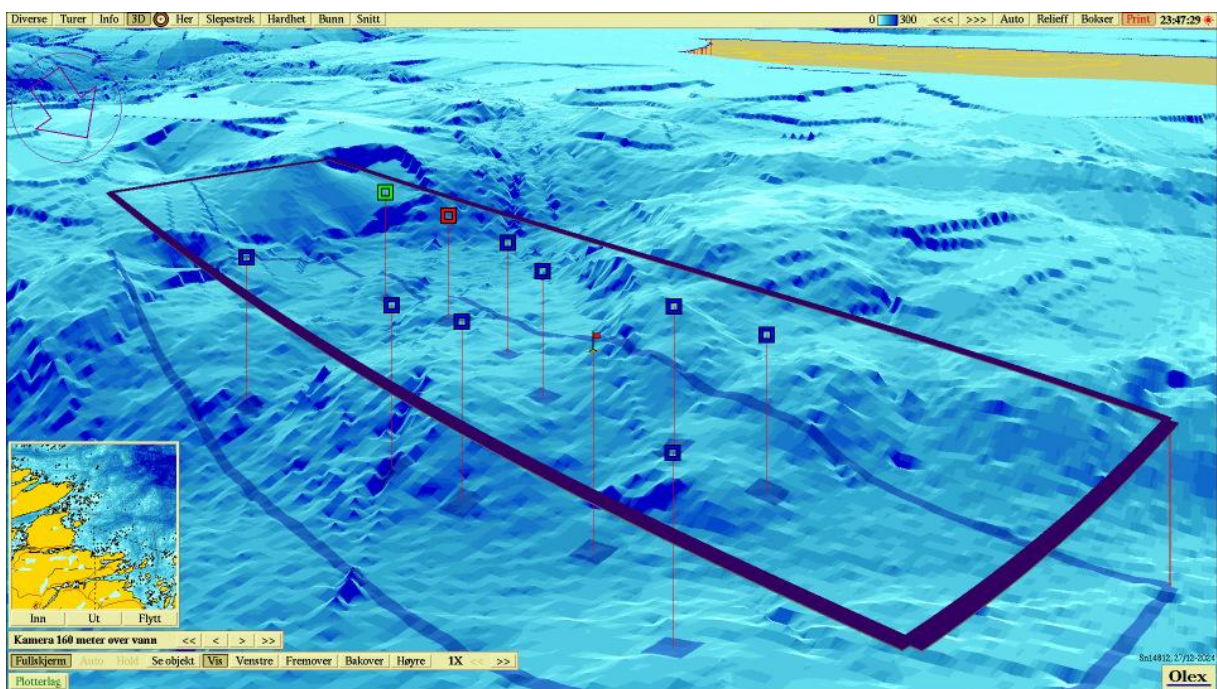 Diverse Turer Info 3D Her Slepestrek Hardhet Bunn Snitt 0 300 <<< >>> Auto Relieff Bokser Print 23:47:29
Inn Ut Flytt
Kamera 160 meter over vann << < > >>
Fullskjerm Auto Hold Se objekt Vis Venstre Fremover Bakover Høyre 1X << >>
Sn14812, 27/12-2024
Plotterlag Olex